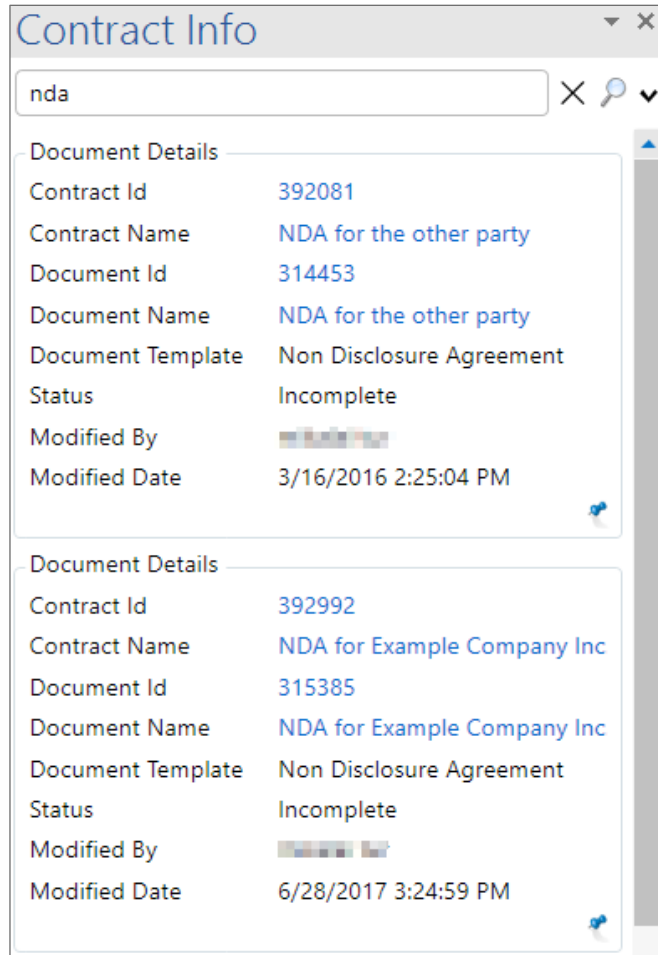 Contract Info
nda
Document Details
Contract Id 392081
Contract Name NDA for the other party
Document Id 314453
Document Name NDA for the other party
Document Template Non Disclosure Agreement
Status Incomplete
Modified By
Modified Date 3/16/2016 2:25:04 PM
Document Details
Contract Id 392992
Contract Name NDA for Example Company Inc
Document Id 315385
Document Name NDA for Example Company Inc
Document Template Non Disclosure Agreement
Status Incomplete
Modified By
Modified Date 6/28/2017 3:24:59 PM